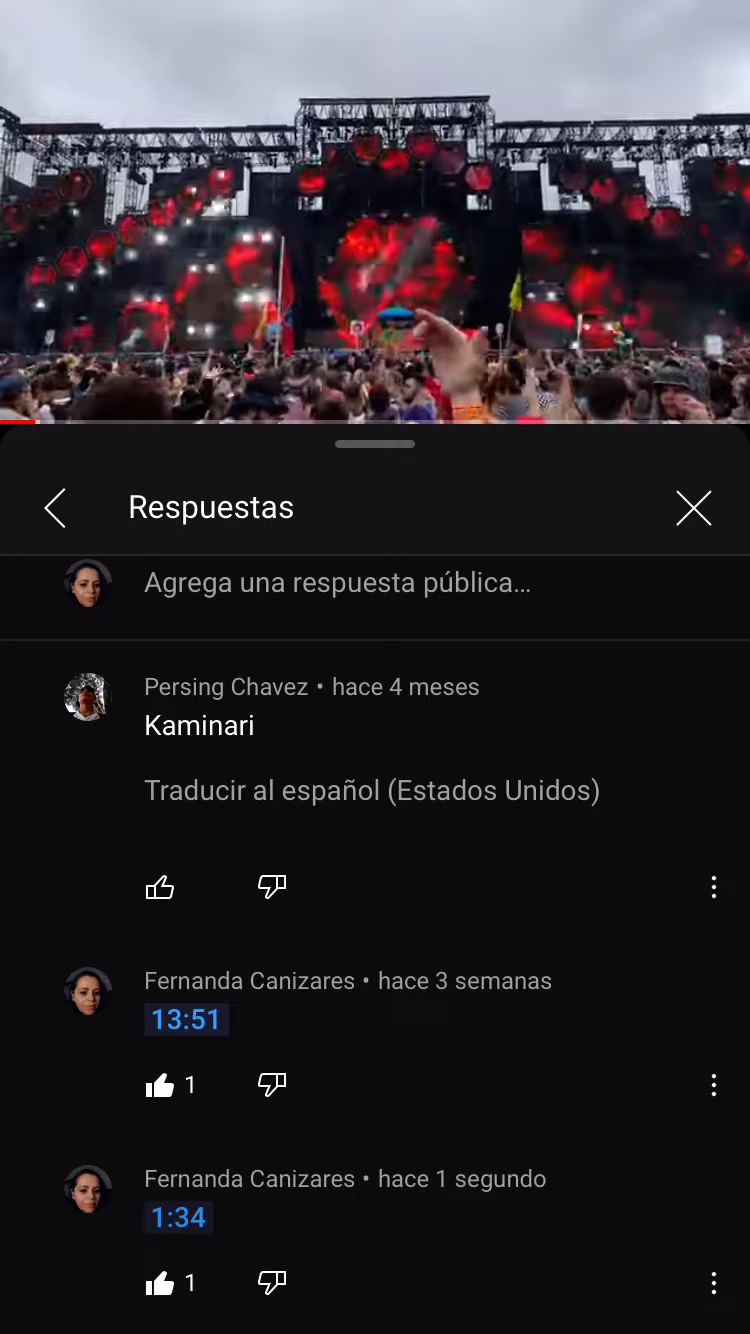 Respuestas
Agrega una respuesta pública...
Persing Chavez • hace 4 meses
Kaminari
Traducir al español (Estados Unidos)
Fernanda Canizares • hace 3 semanas
13:51
1
Fernanda Canizares • hace 1 segundo
1:34
1